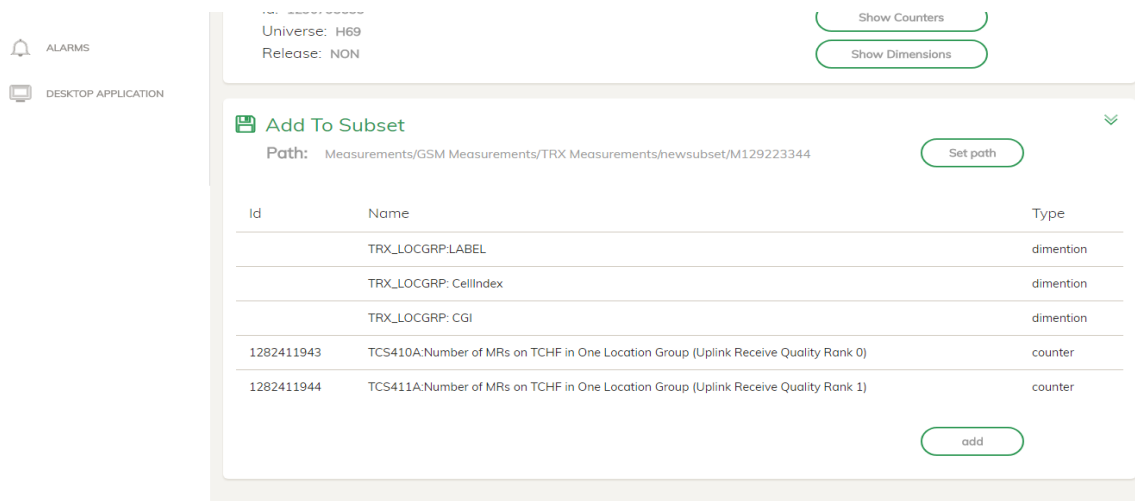 Show Counters
Universe: H69
ALARMS
Release: NON
Show Dimensions
DESKTOP APPLICATION
Add To Subset
Path: Measurements/GSM Measurements/TRX Measurements/newsubset/M129223344
Set path
Id Name Type
TRX_LOCGRP:LABEL dimention
TRX_LOCGRP: CellIndex dimention
TRX_LOCGRP: CGI dimention
1282411943 TCS410A:Number of MRs on TCHF in One Location Group (Uplink Receive Quality Rank 0) counter
1282411944 TCS411A:Number of MRs on TCHF in One Location Group (Uplink Receive Quality Rank 1) counter
add